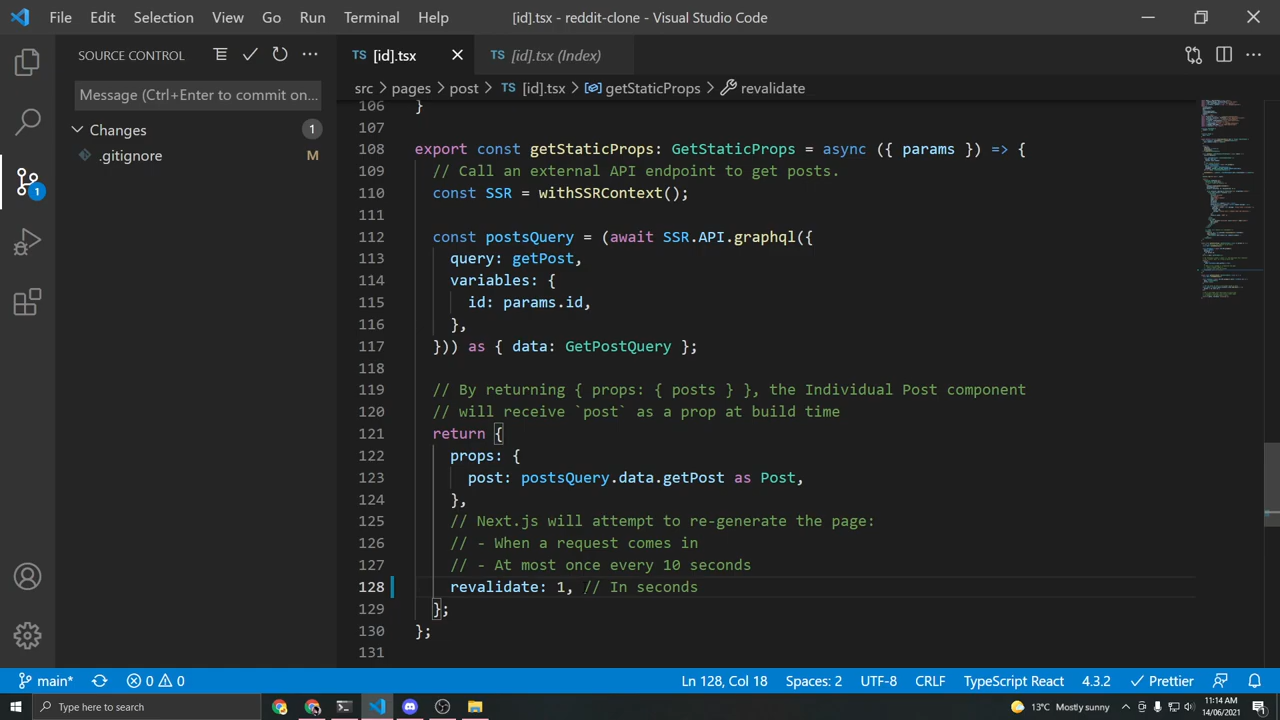 File Edit Selection View Go Run Terminal Help [id].tsx - reddit-clone - Visual Studio Code
SOURCE CONTROL
Message (Ctrl+Enter to commit on...
Changes 1
.gitignore M
1
TS [id].tsx TS [id].tsx (Index)
src > pages > post > TS [id].tsx > getStaticProps > revalidate
106 }
107
108 export const getStaticProps: GetStaticProps = async ({ params }) => {
109 // Call an external API endpoint to get posts.
110 const SSR = withSSRContext();
111
112 const postsQuery = (await SSR.API.graphql({
113 query: getPost,
114 variables: {
115 id: params.id,
116 },
117 })) as { data: GetPostQuery };
118
119 // By returning { props: { posts } }, the Individual Post component
120 // will receive `post` as a prop at build time
121 return {
122 props: {
123 post: postsQuery.data.getPost as Post,
124 },
125 // Next.js will attempt to re-generate the page:
126 // - When a request comes in
127 // - At most once every 10 seconds
128 revalidate: 1, // In seconds
129 };
130 };
131
main* 0 0 Ln 128, Col 18 Spaces: 2 UTF-8 CRLF TypeScript React 4.3.2 Prettier
Type here to search 13°C Mostly sunny 11:14 AM
14/06/2021 1